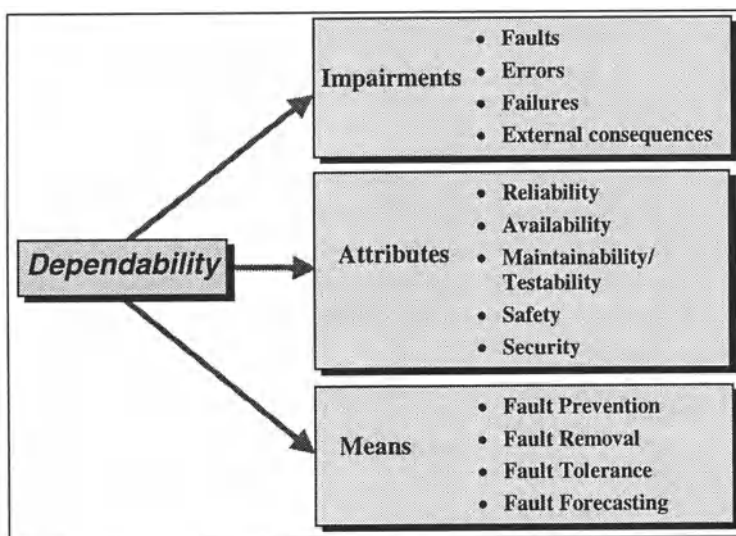 Dependability
Impairments
• Faults
• Errors
• Failures
• External consequences
Attributes
• Reliability
• Availability
• Maintainability/
Testability
• Safety
• Security
Means
• Fault Prevention
• Fault Removal
• Fault Tolerance
• Fault Forecasting